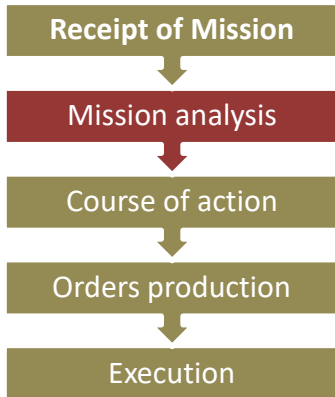 Receipt of Mission
Mission analysis
Course of action
Orders production
Execution